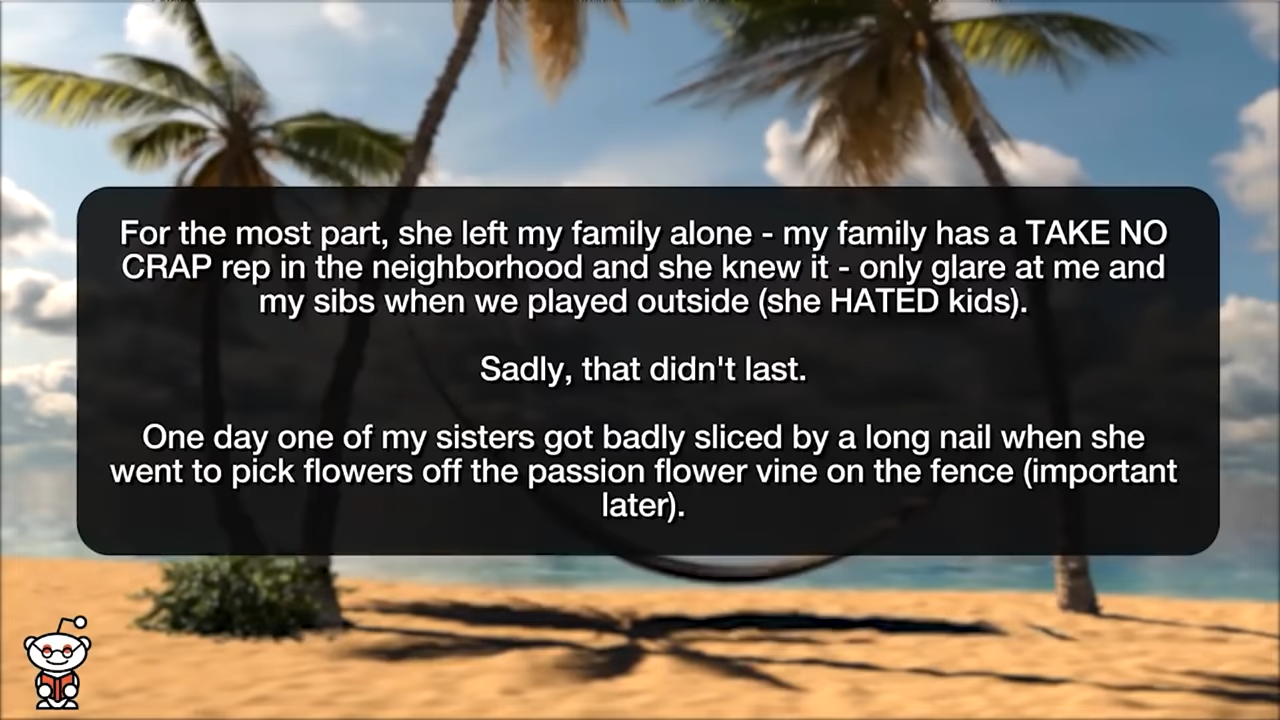 For the most part, she left my family alone - my family has a TAKE NO
CRAP rep in the neighborhood and she knew it - only glare at me and
my sibs when we played outside (she HATED kids).
Sadly, that didn't last.
One day one of my sisters got badly sliced by a long nail when she
went to pick flowers off the passion flower vine on the fence (important
later).